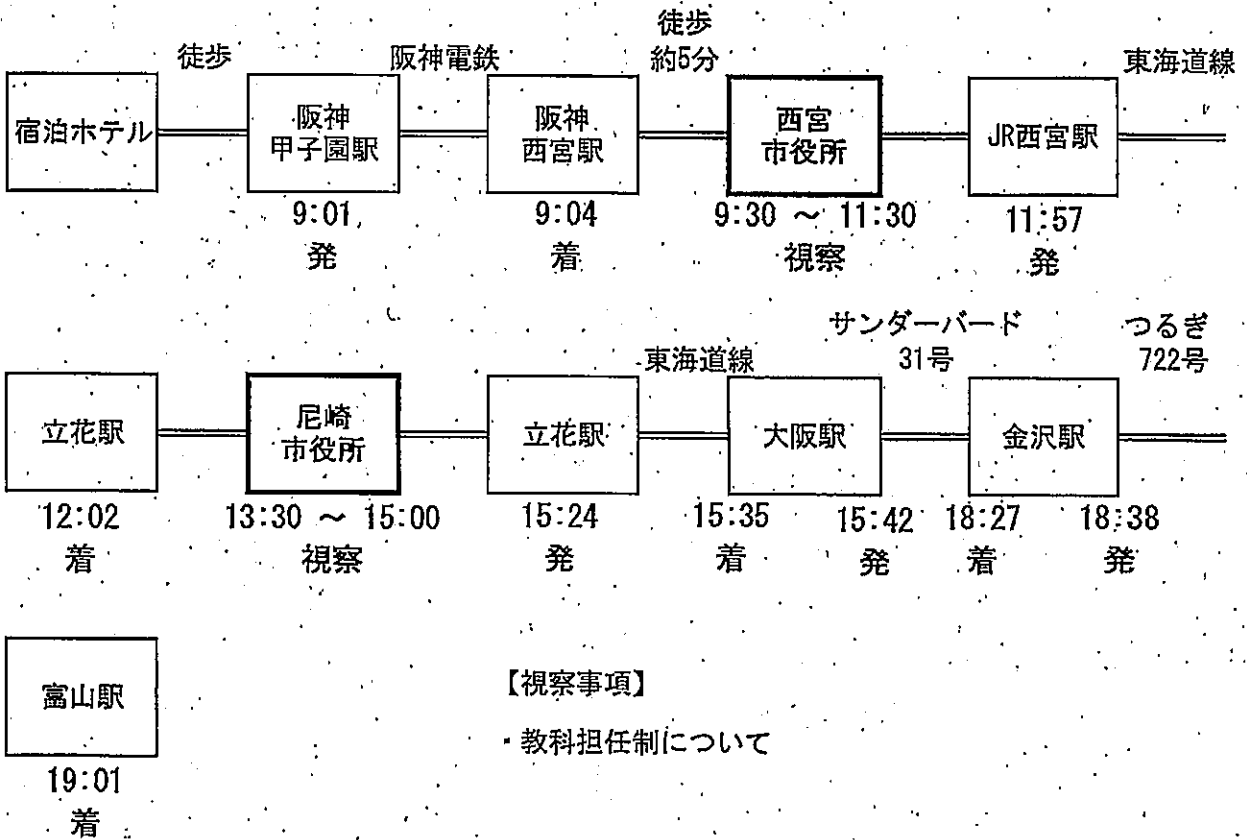 徒歩
阪神電鉄
徒歩
約5分
東海道線
宿泊ホテル
阪神
甲子園駅
阪神
西宮駅
西宮
市役所
JR西宮駅
9:01
発
9:04
着
9:30 ～ 11:30
視察
11:57
発
東海道線
サンダーバード
31号
つるぎ
722号
立花駅
尼崎
市役所
立花駅
大阪駅
金沢駅
12:02
着
13:30 ～ 15:00
視察
15:24
発
15:35
着
15:42
発
18:27
着
18:38
発
富山駅
19:01
着
【視察事項】
・教科担任制について